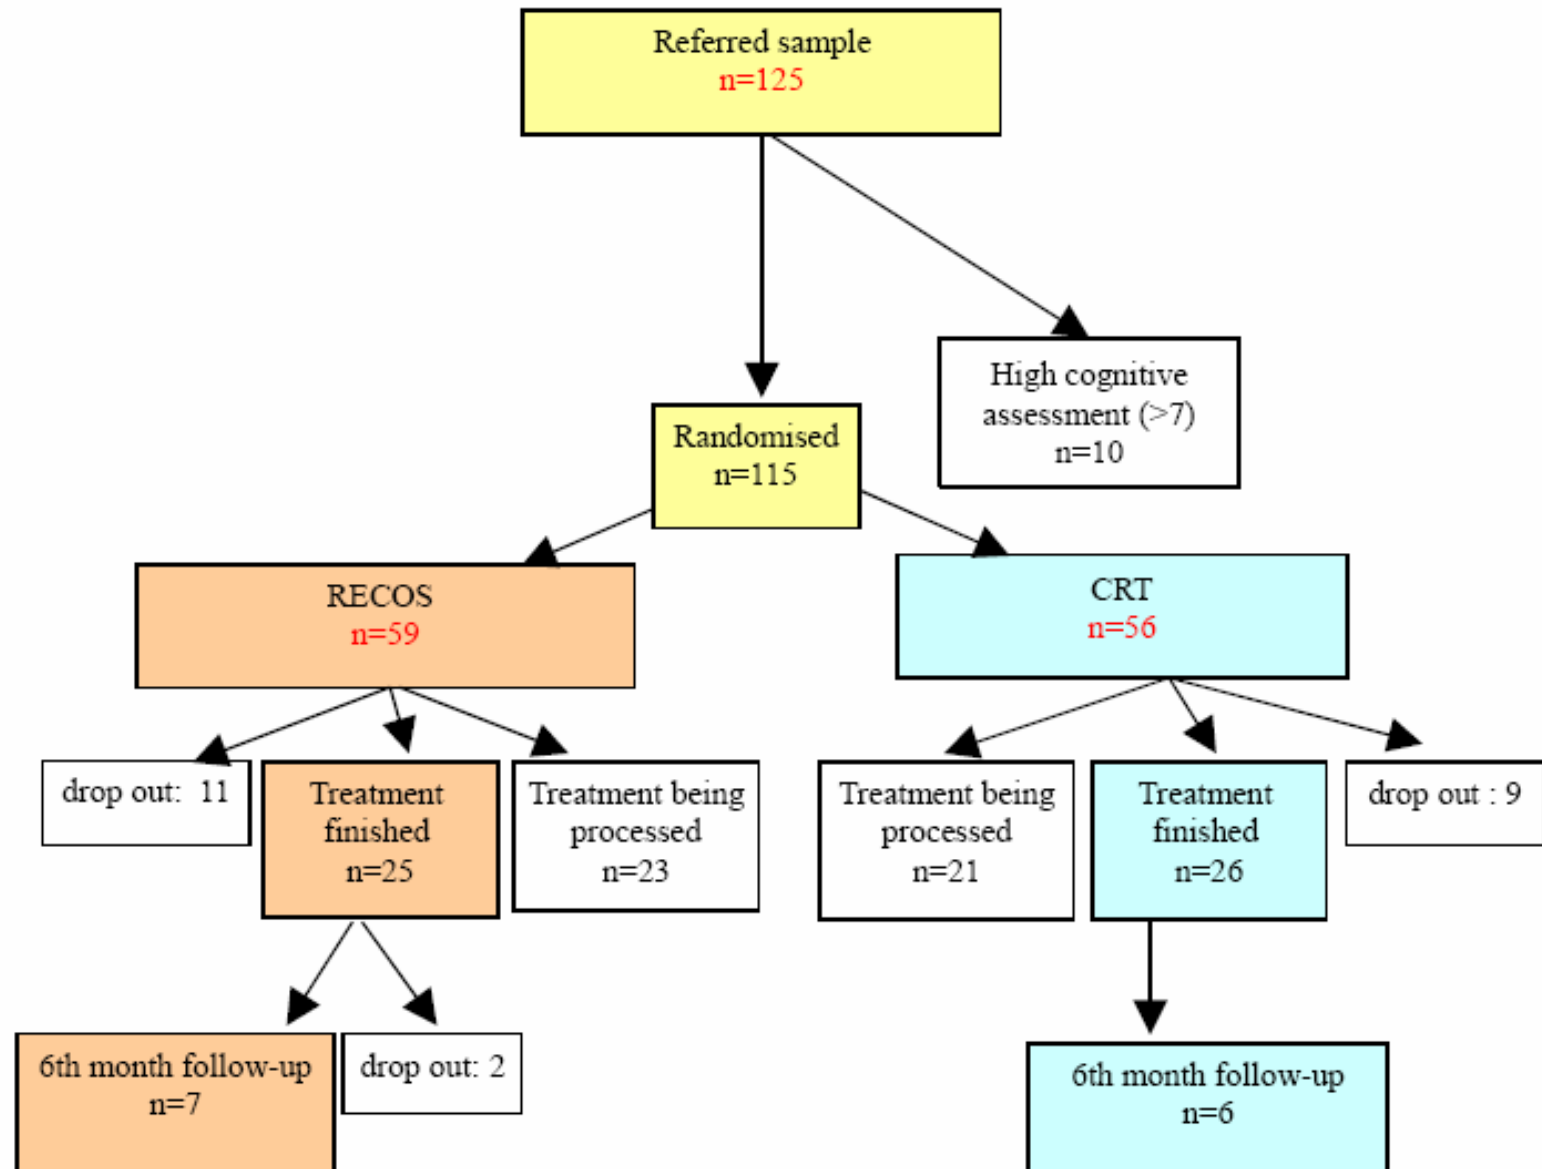 Referred sample
n=125
High cognitive
assessment (>7)
n=10
Randomised
n=115
RECOS
n=59
CRT
n=56
drop out:  11
Treatment
finished
n=25
Treatment being
processed
n=23
Treatment being
processed
n=21
Treatment
finished
n=26
drop out : 9
6th month follow-up
n=7
drop out: 2
6th month follow-up
n=6